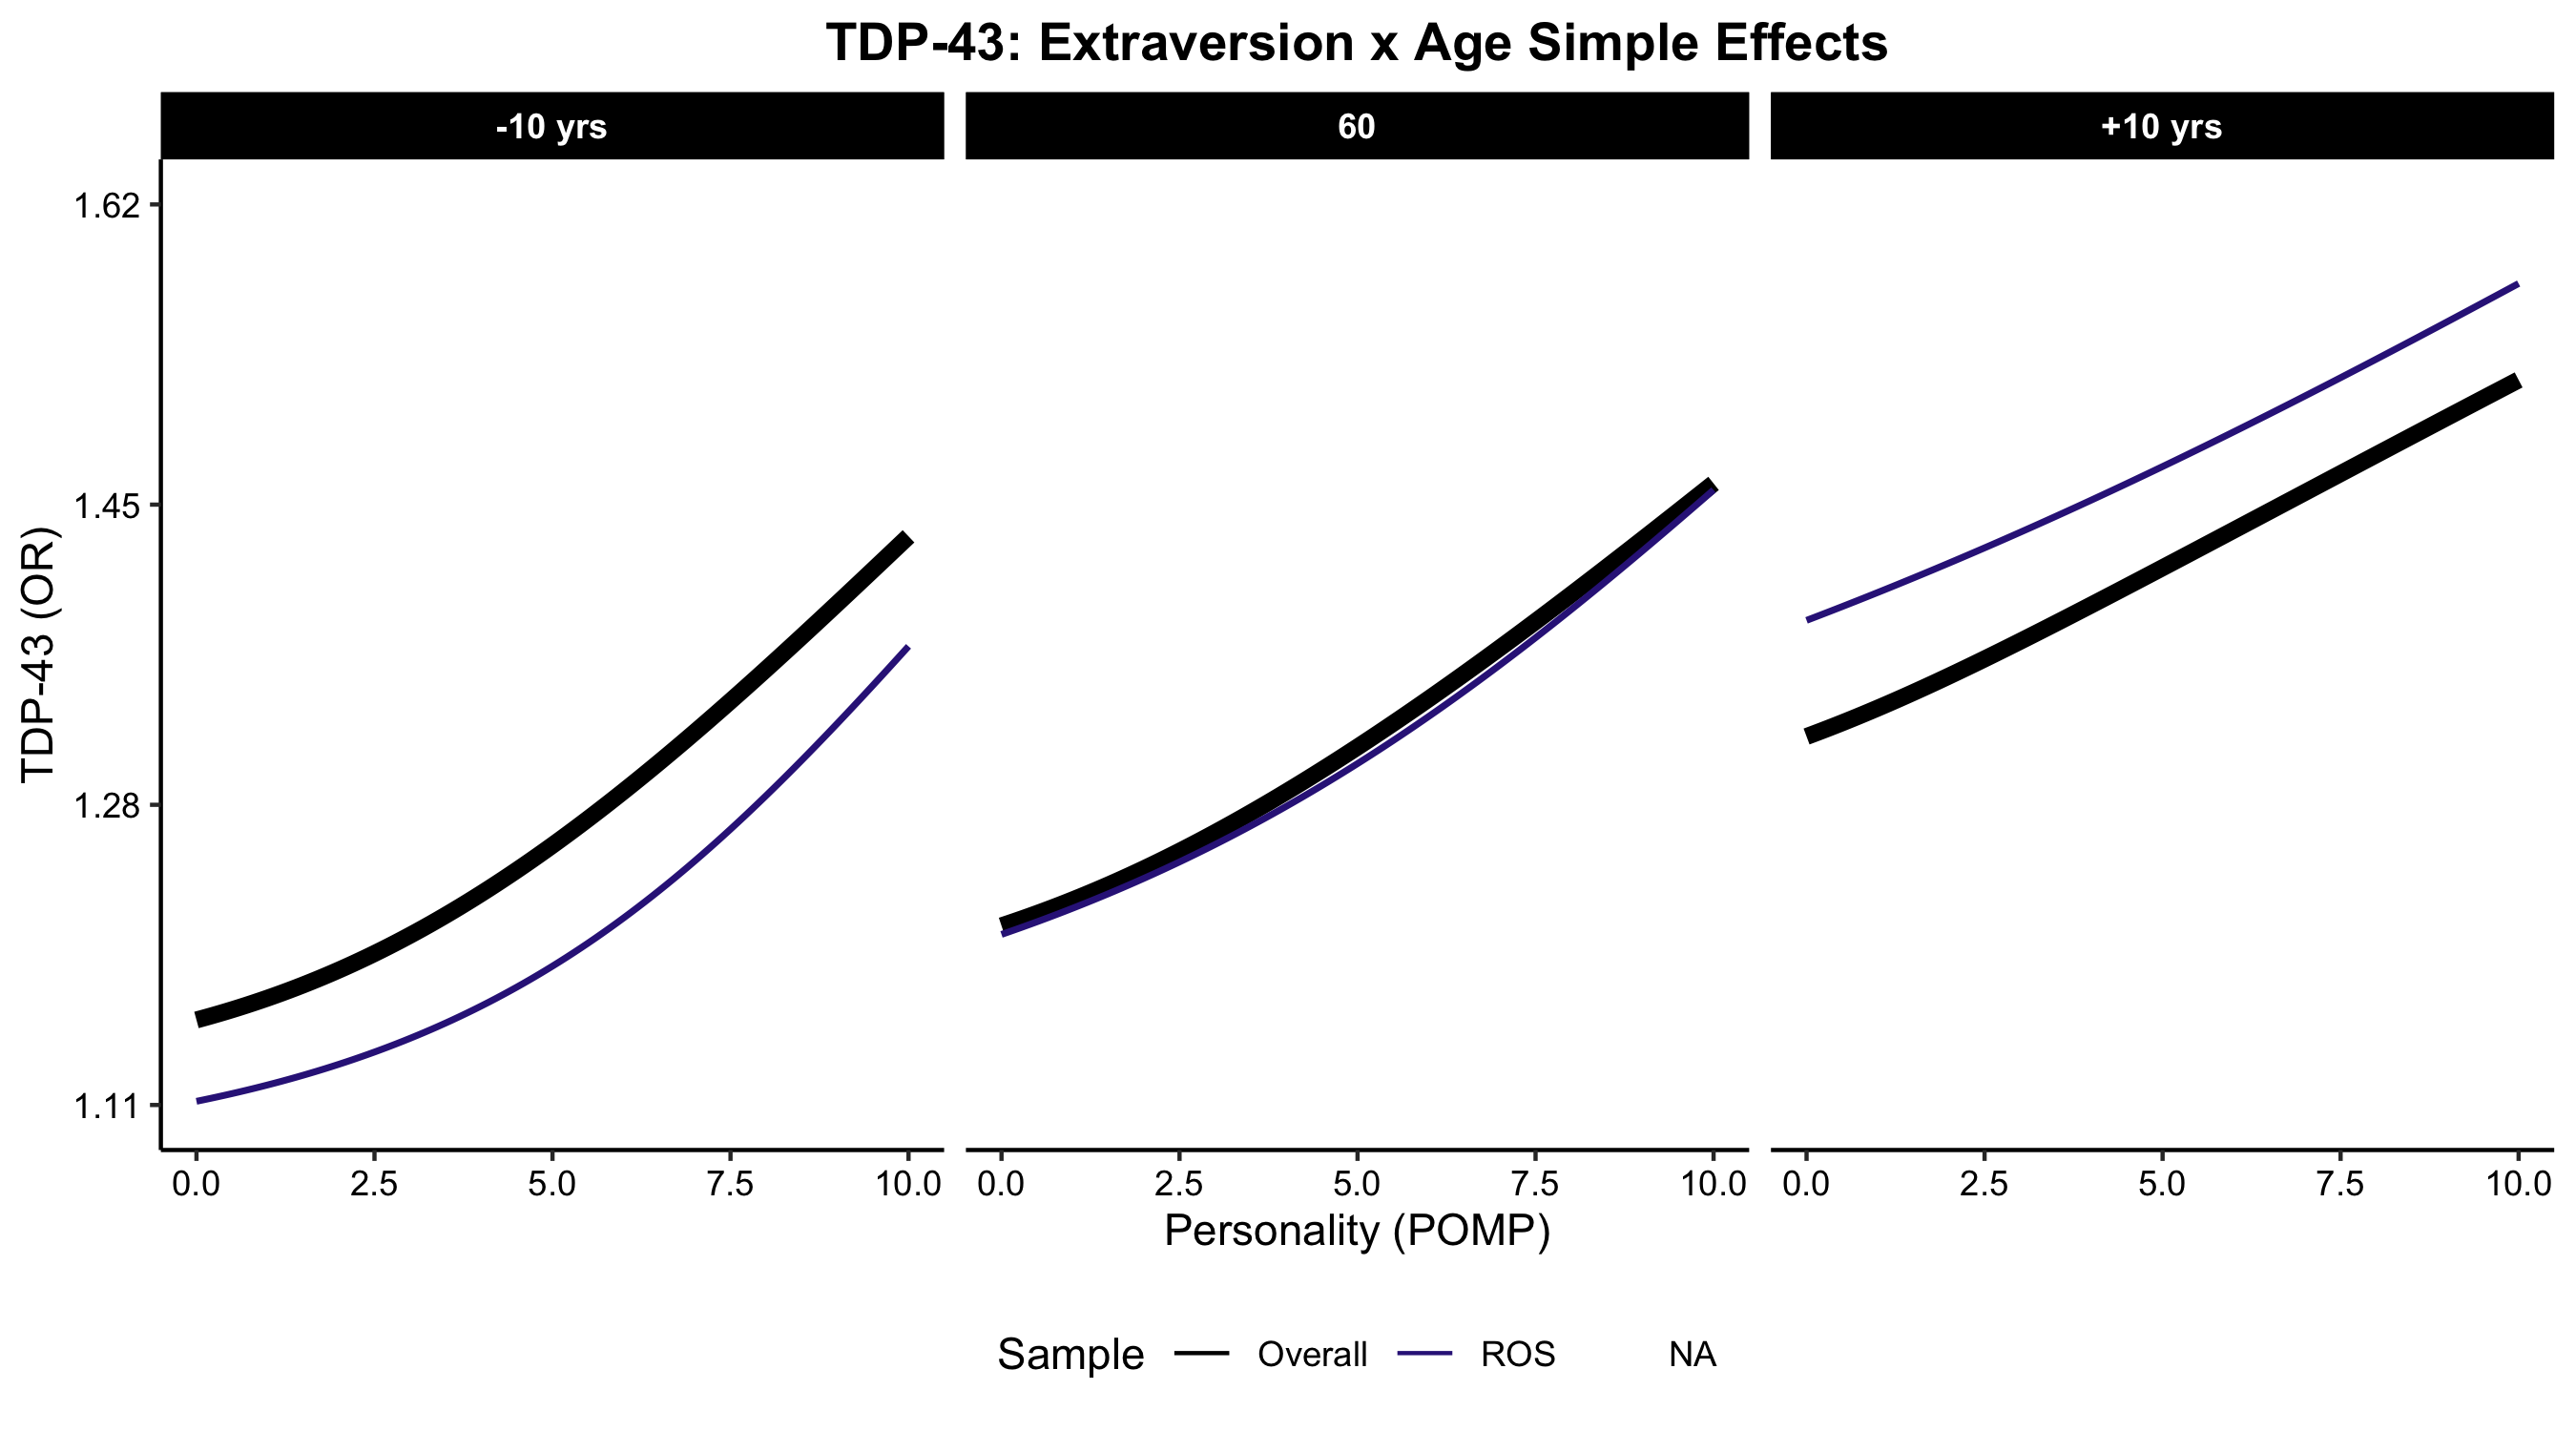 TDP-43: Extraversion x Age Simple Effects
-10 yrs 60 +10 yrs
1.62
1.45
1.28
1.11
TDP-43 (OR)
0.0 2.5 5.0 7.5 10.0 0.0 2.5 5.0 7.5 10.0 0.0 2.5 5.0 7.5 10.0
Personality (POMP)
Sample Overall ROS NA